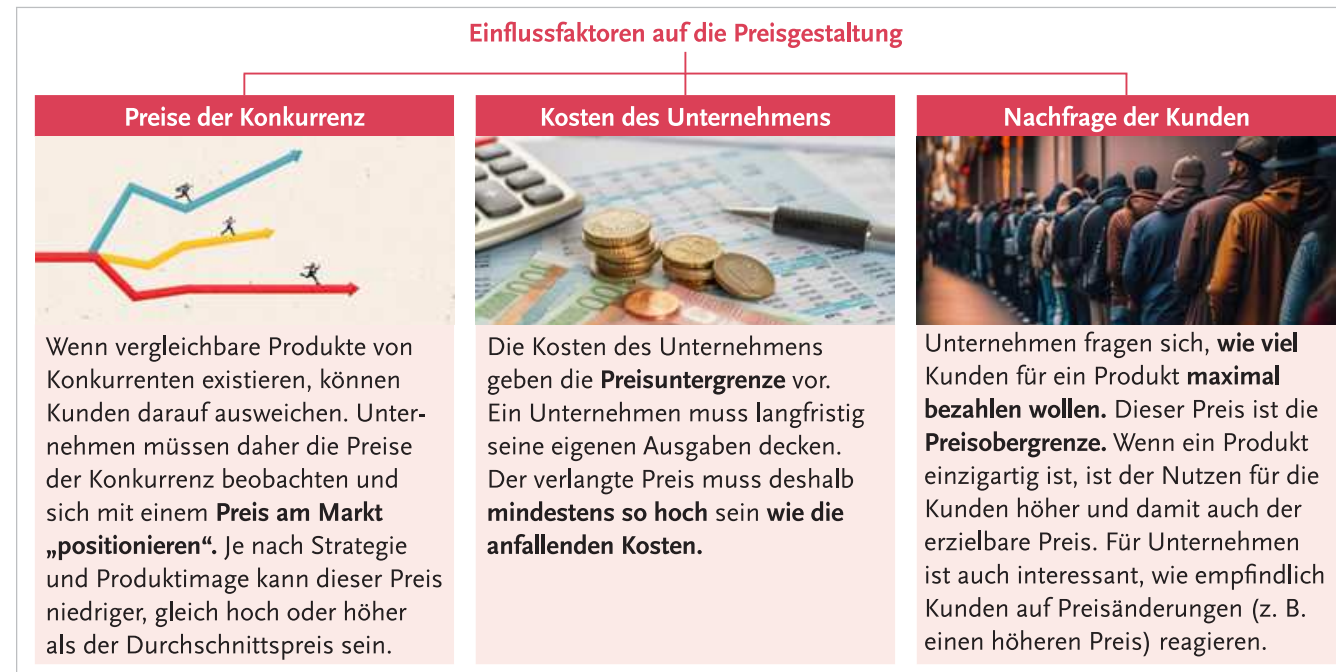 Einflussfaktoren auf die Preisgestaltung
Preise der Konkurrenz
Wenn vergleichbare Produkte von
Konkurrenten existieren, können
Kunden darauf ausweichen. Unter-
nehmen müssen daher die Preise
der Konkurrenz beobachten und
sich mit einem Preis am Markt
„positionieren“. Je nach Strategie
und Produktimage kann dieser Preis
niedriger, gleich hoch oder höher
als der Durchschnittspreis sein.
Kosten des Unternehmens
Die Kosten des Unternehmens
geben die Preisuntergrenze vor.
Ein Unternehmen muss langfristig
seine eigenen Ausgaben decken.
Der verlangte Preis muss deshalb
mindestens so hoch sein wie die
anfallenden Kosten.
Nachfrage der Kunden
Unternehmen fragen sich, wie viel
Kunden für ein Produkt maximal
bezahlen wollen. Dieser Preis ist die
Preisobergrenze. Wenn ein Produkt
einzigartig ist, ist der Nutzen für die
Kunden höher und damit auch der
erzielbare Preis. Für Unternehmen
ist auch interessant, wie empfindlich
Kunden auf Preisänderungen (z. B.
einen höheren Preis) reagieren.